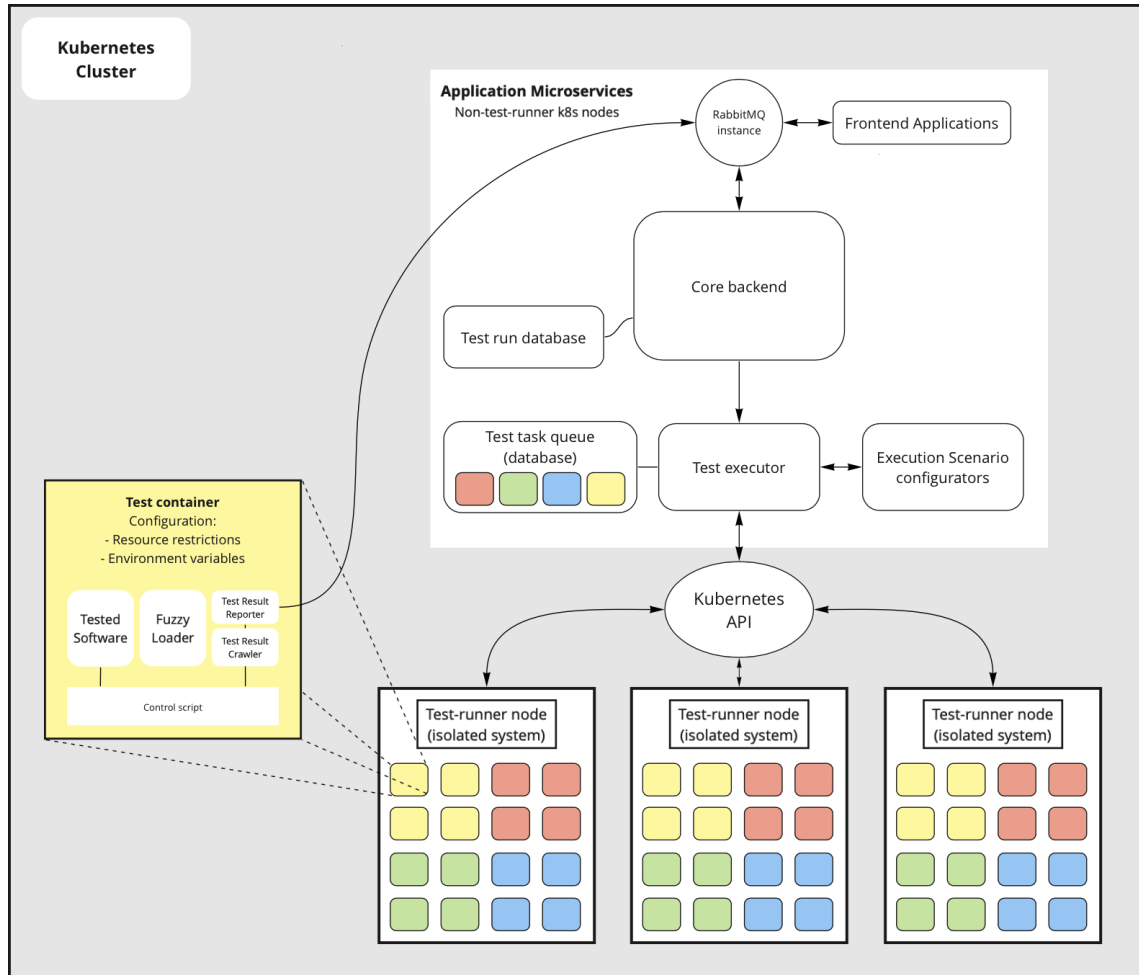 Kubernetes
Cluster
Application Microservices
Non-test-runner k8s nodes
RabbitMQ
instance
Frontend Applications
Core backend
Test run database
Test task queue
(database)
Test executor
Execution Scenario
configurators
Test container
Configuration:
- Resource restrictions
- Environment variables
Tested
Software
Fuzzy
Loader
Test Result
Reporter
Test Result
Crawler
Control script
Kubernetes
API
Test-runner node
(isolated system)
Test-runner node
(isolated system)
Test-runner node
(isolated system)